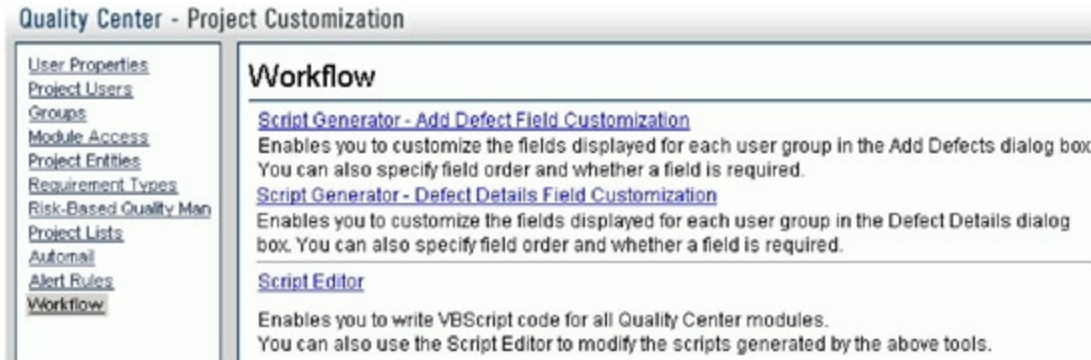 Quality Center - Project Customization
User Properties
Project Users
Groups
Module Access
Project Entities
Requirement Types
Risk-Based Quality Man
Project Lists
Automail
Alert Rules
Workflow
Workflow
Script Generator - Add Defect Field Customization
Enables you to customize the fields displayed for each user group in the Add Defects dialog box
You can also specify field order and whether a field is required.
Script Generator - Defect Details Field Customization
Enables you to customize the fields displayed for each user group in the Defect Details dialog
box. You can also specify field order and whether a field is required.
Script Editor
Enables you to write VBScript code for all Quality Center modules.
You can also use the Script Editor to modify the scripts generated by the above tools.